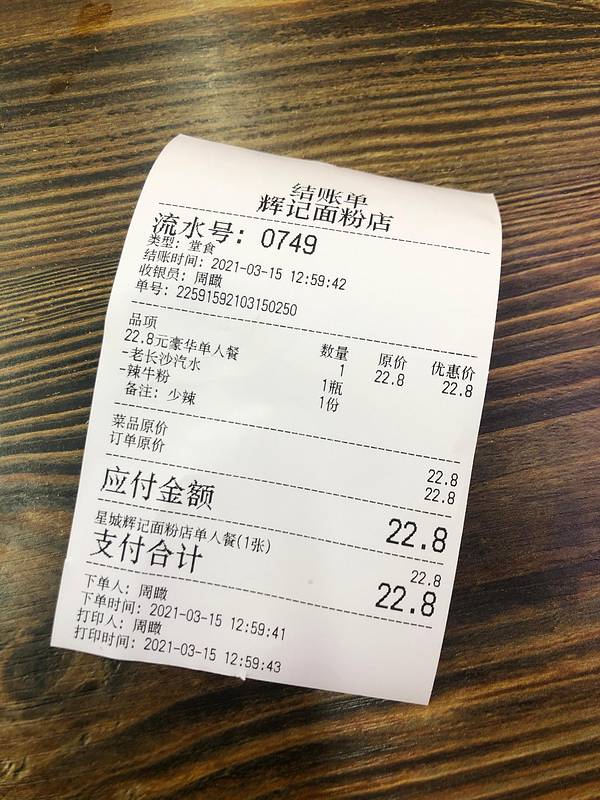 结账单
辉记面粉店
流水号: 0749
类型: 堂食
结账时间: 2021-03-15 12:59:42
收银员: 周瞰
单号: 22591592103150250
品项 数量 原价 优惠价
22.8元豪华单人餐 1 22.8 22.8
-老长沙汽水 1瓶
-辣牛粉 1份
备注: 少辣
菜品原价 22.8
订单原价 22.8
应付金额 22.8
星城辉记面粉店单人餐(1张) 22.8
支付合计 22.8
下单人: 周瞰
下单时间: 2021-03-15 12:59:41
打印人: 周瞰
打印时间: 2021-03-15 12:59:43